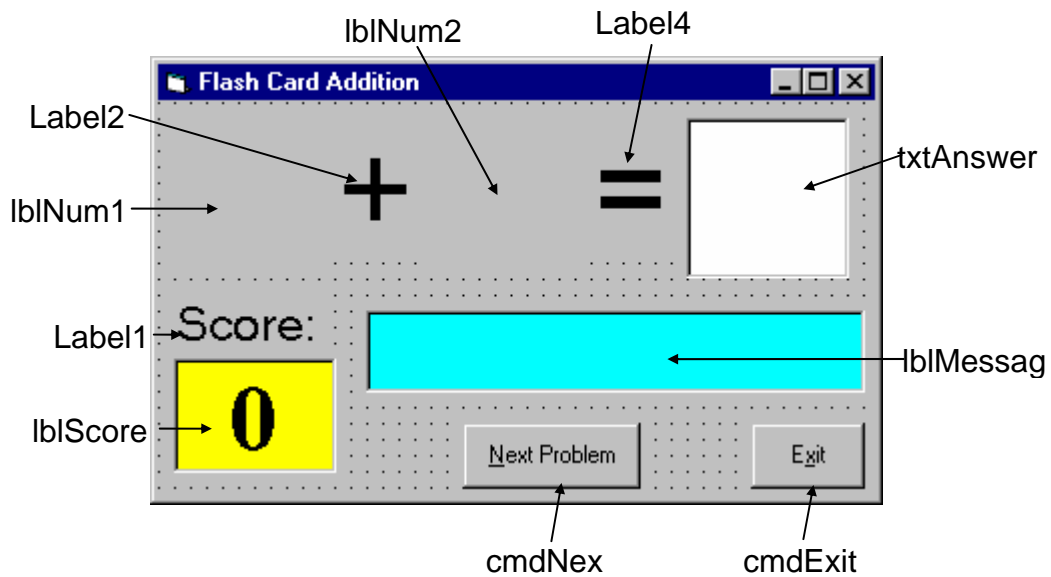 lblNum2
Label4
Flash Card Addition
Label2
+
=
txtAnswer
lblNum1
Label1
Score:
lblMessag
lblScore
0
Next Problem
Exit
cmdNex
cmdExit